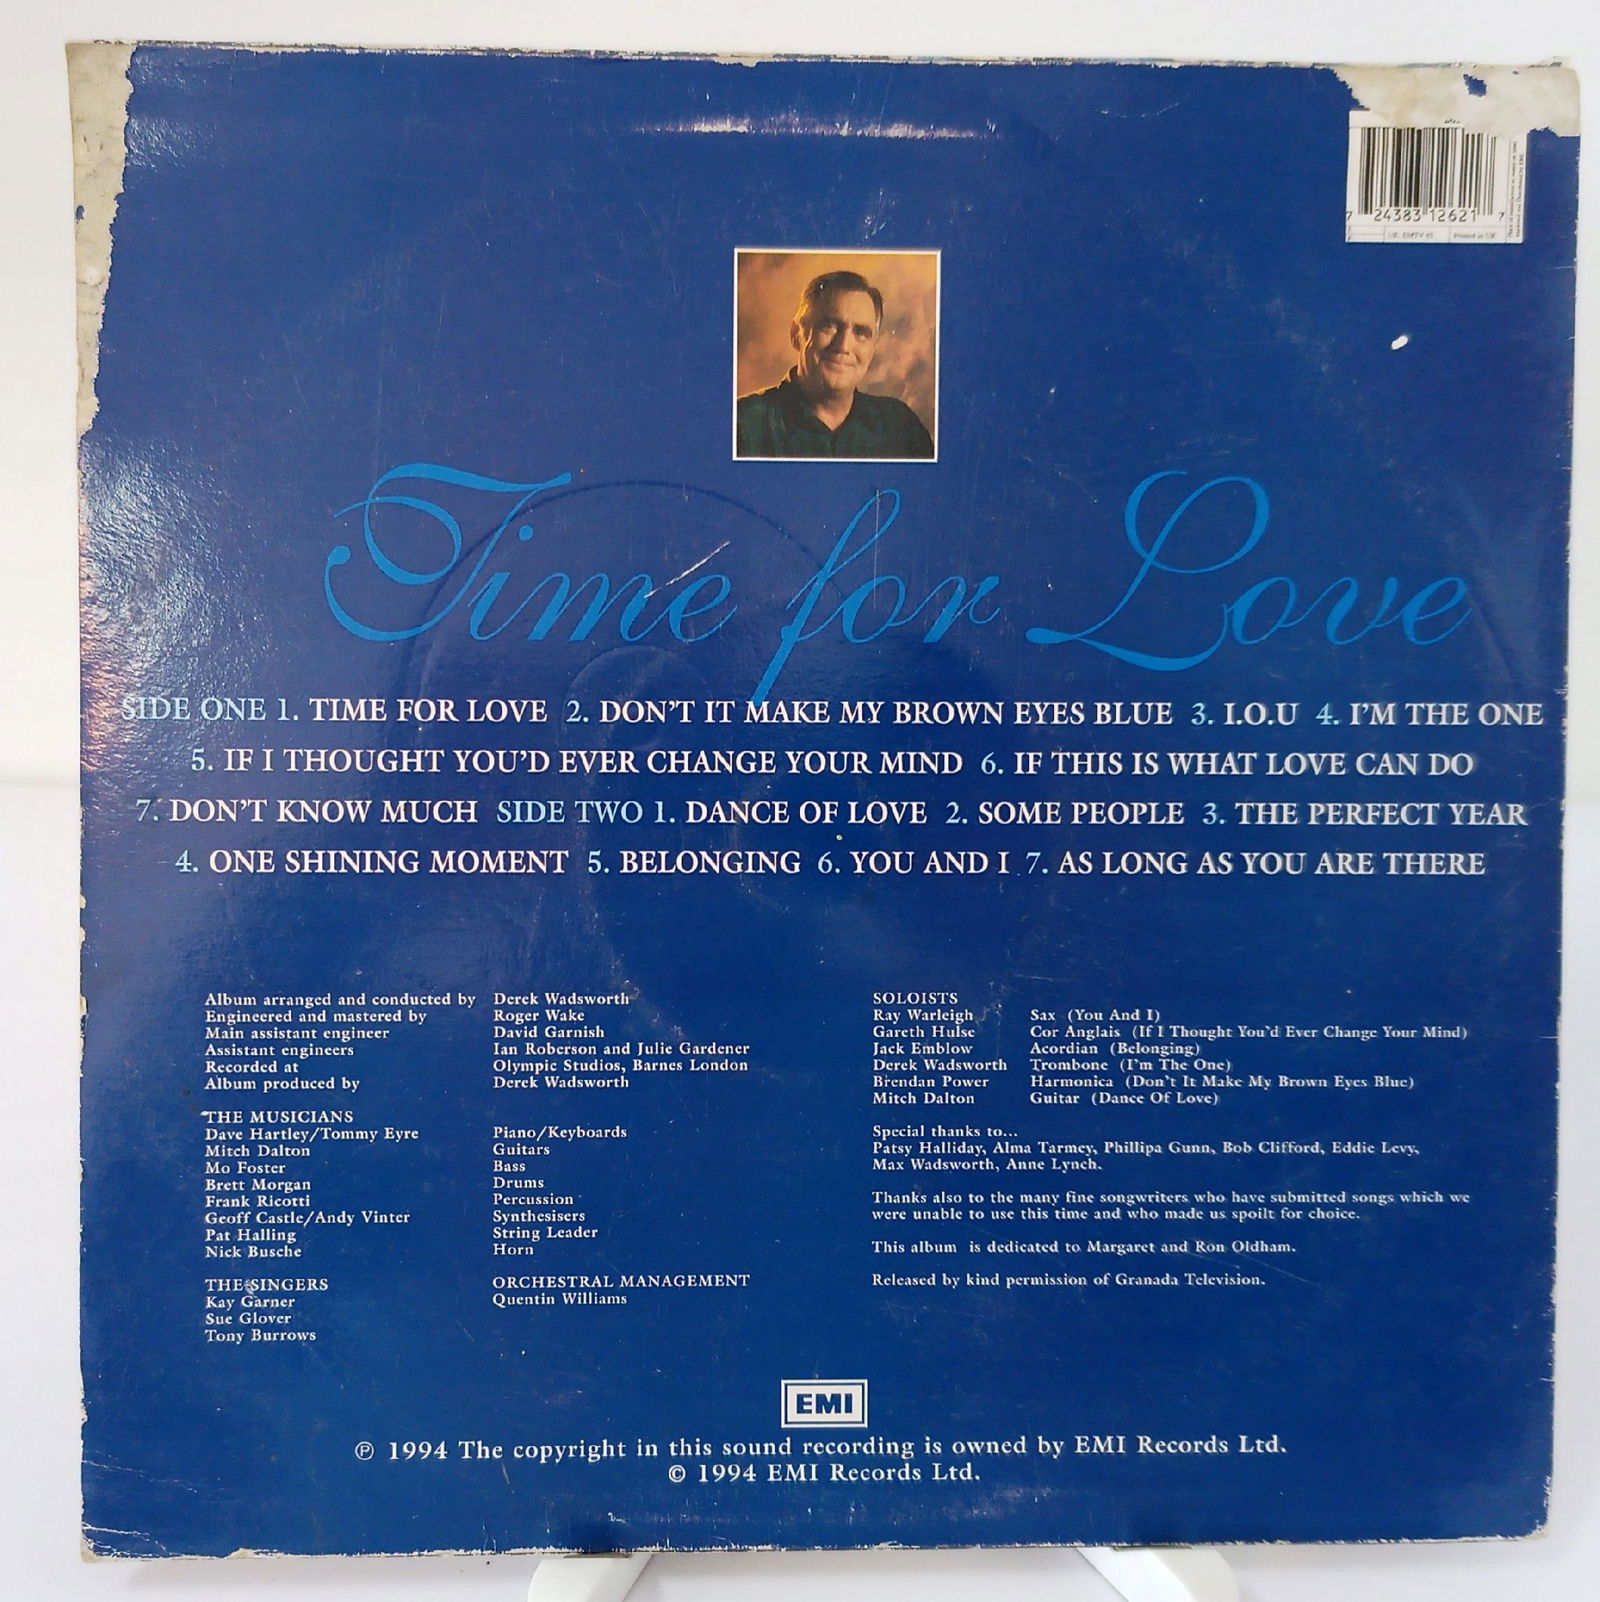 7 24383 12621 7
UK: EMTV 85
Printed in UK
Time for Love
SIDE ONE 1. TIME FOR LOVE 2. DON'T IT MAKE MY BROWN EYES BLUE 3. I.O.U 4. I'M THE ONE
5. IF I THOUGHT YOU'D EVER CHANGE YOUR MIND 6. IF THIS IS WHAT LOVE CAN DO
7. DON'T KNOW MUCH SIDE TWO 1. DANCE OF LOVE 2. SOME PEOPLE 3. THE PERFECT YEAR
4. ONE SHINING MOMENT 5. BELONGING 6. YOU AND I 7. AS LONG AS YOU ARE THERE
Album arranged and conducted by Derek Wadsworth
Engineered and mastered by Roger Wake
Main assistant engineer David Garnish
Assistant engineers Ian Roberson and Julie Gardener
Recorded at Olympic Studios, Barnes London
Album produced by Derek Wadsworth
THE MUSICIANS
Dave Hartley/Tommy Eyre Piano/Keyboards
Mitch Dalton Guitars
Mo Foster Bass
Brett Morgan Drums
Frank Ricotti Percussion
Geoff Castle/Andy Vinter Synthesisers
Pat Halling String Leader
Nick Busche Horn
THE SINGERS
Kay Garner
Sue Glover
Tony Burrows
ORCHESTRAL MANAGEMENT
Quentin Williams
SOLOISTS
Ray Warleigh Sax (You And I)
Gareth Hulse Cor Anglais (If I Thought You'd Ever Change Your Mind)
Jack Emblow Acordian (Belonging)
Derek Wadsworth Trombone (I'm The One)
Brendan Power Harmonica (Don't It Make My Brown Eyes Blue)
Mitch Dalton Guitar (Dance Of Love)
Special thanks to...
Patsy Halliday, Alma Tarmey, Phillipa Gunn, Bob Clifford, Eddie Levy,
Max Wadsworth, Anne Lynch.
Thanks also to the many fine songwriters who have submitted songs which we
were unable to use this time and who made us spoilt for choice.
This album is dedicated to Margaret and Ron Oldham.
Released by kind permission of Granada Television.
EMI
℗ 1994 The copyright in this sound recording is owned by EMI Records Ltd.
© 1994 EMI Records Ltd.